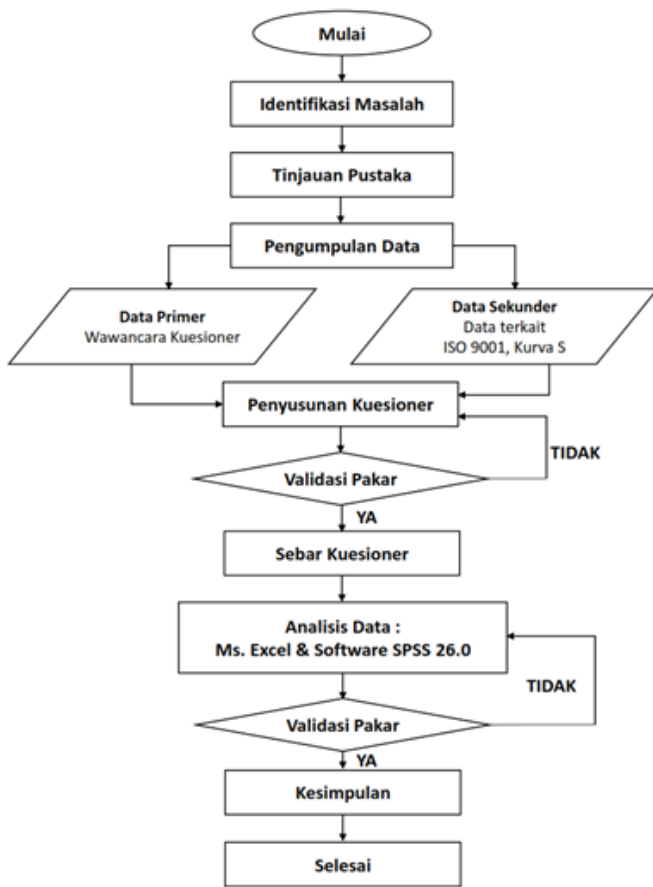 Mulai
Identifikasi Masalah
Tinjauan Pustaka
Pengumpulan Data
Data Primer
Wawancara Kuesioner
Data Sekunder
Data terkait
ISO 9001, Kurva S
Penyusunan Kuesioner
TIDAK
Validasi Pakar
YA
Sebar Kuesioner
Analisis Data :
Ms. Excel & Software SPSS 26.0
TIDAK
Validasi Pakar
YA
Kesimpulan
Selesai